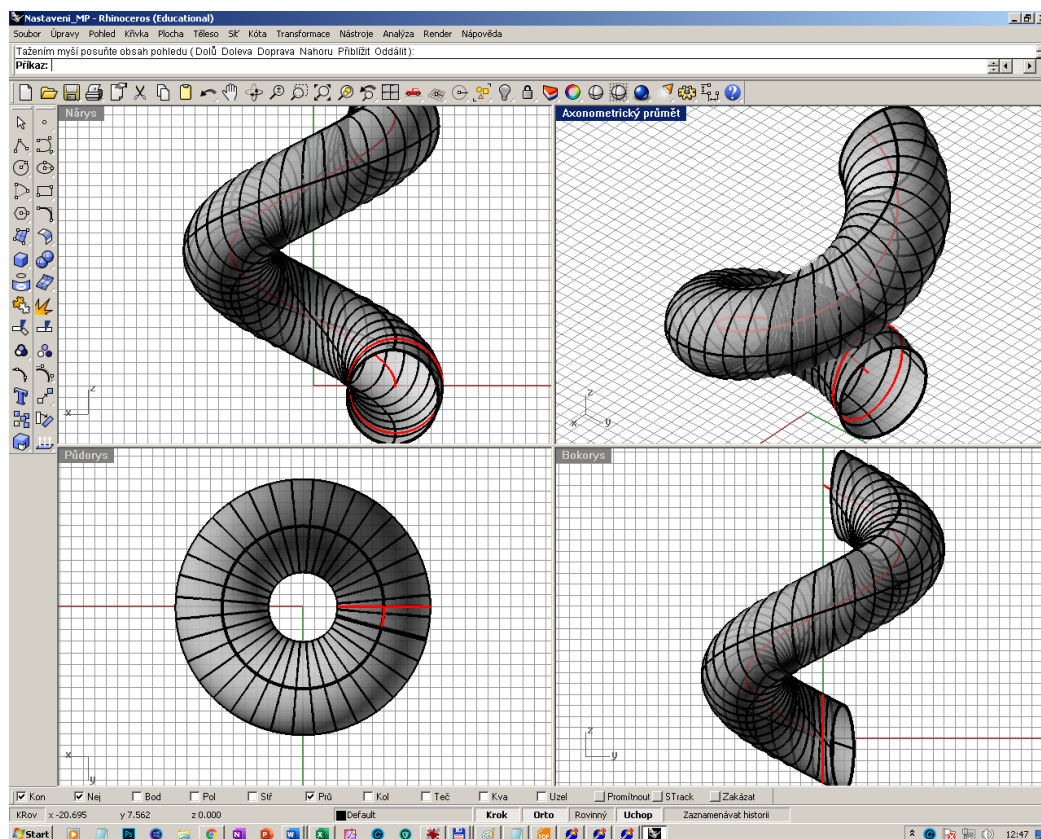 Nastaveni_MP - Rhinoceros (Educational)
Soubor Úpravy Pohled Křivka Plocha Těleso Síť Kóta Transformace Nástroje Analýza Render Nápověda
Tažením myší posuňte obsah pohledu ( Dolů Doleva Doprava Nahoru Přiblížit Oddálit):
Příkaz:
Nárys
Axonometrický průmět
z
x
z
x
y
Půdorys
Bokorys
x
y
z
y
Kon Nej Bod Pol Stř Prů Kol Teč Kva Uzel Promítnout STrack Zakázat
KRov x -20.695 y 7.562 z 0.000 Default Krok Orto Rovinný Uchop Zaznamenávat historii
Start 12:47